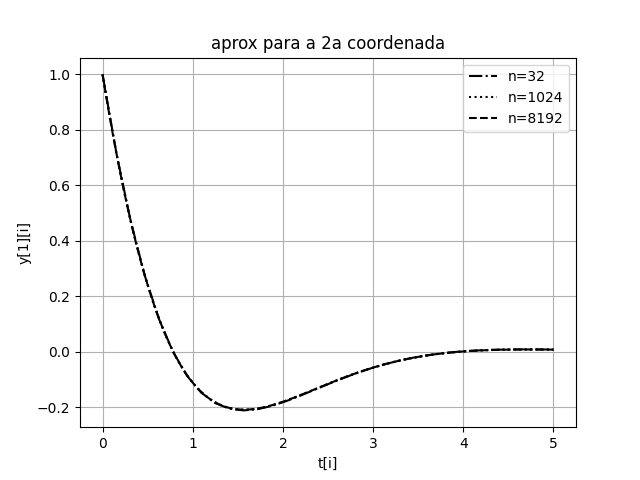 aprox para a 2a coordenada
n=32
n=1024
n=8192
1.0
0.8
0.6
0.4
0.2
0.0
−0.2
y[1][i]
0 1 2 3 4 5
t[i]